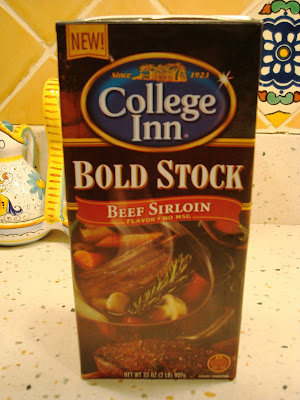 NEW!
Since 1923
College
Inn®
BOLD STOCK
BEEF SIRLOIN
FLAVOR • NO MSG
NET WT 32 OZ (2 LB) 907g